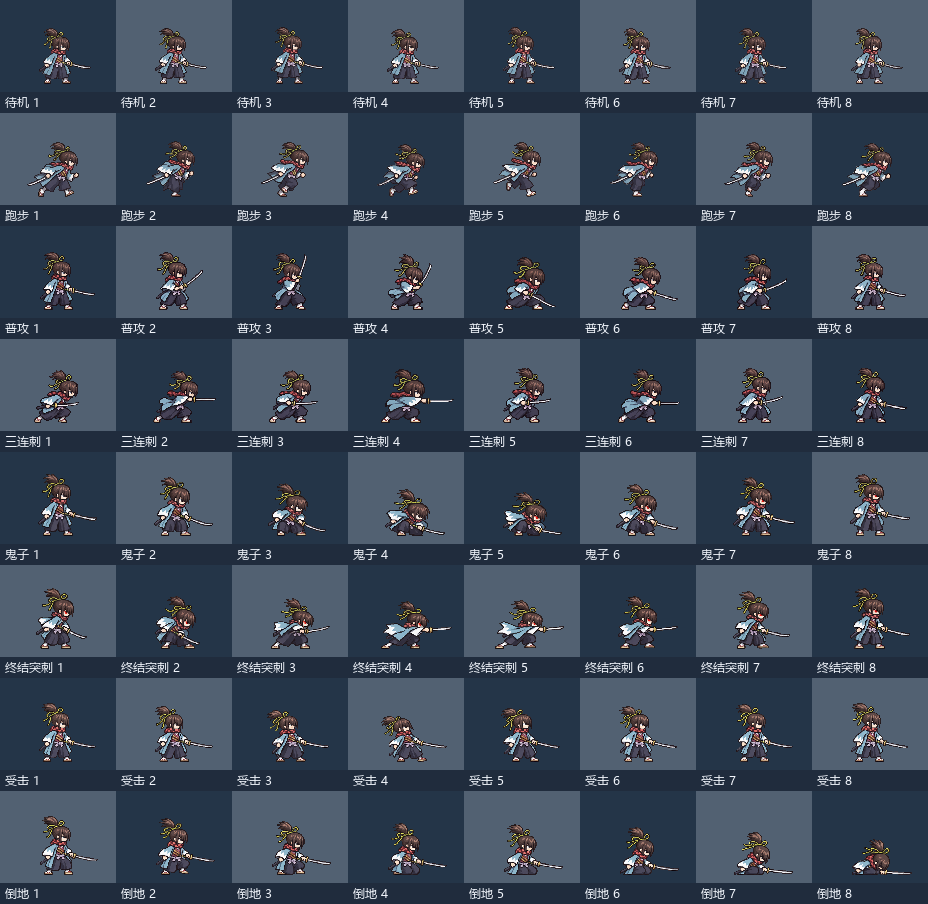 待机 1 待机 2 待机 3 待机 4 待机 5 待机 6 待机 7 待机 8
跑步 1 跑步 2 跑步 3 跑步 4 跑步 5 跑步 6 跑步 7 跑步 8
普攻 1 普攻 2 普攻 3 普攻 4 普攻 5 普攻 6 普攻 7 普攻 8
三连刺 1 三连刺 2 三连刺 3 三连刺 4 三连刺 5 三连刺 6 三连刺 7 三连刺 8
鬼子 1 鬼子 2 鬼子 3 鬼子 4 鬼子 5 鬼子 6 鬼子 7 鬼子 8
终结突刺 1 终结突刺 2 终结突刺 3 终结突刺 4 终结突刺 5 终结突刺 6 终结突刺 7 终结突刺 8
受击 1 受击 2 受击 3 受击 4 受击 5 受击 6 受击 7 受击 8
倒地 1 倒地 2 倒地 3 倒地 4 倒地 5 倒地 6 倒地 7 倒地 8